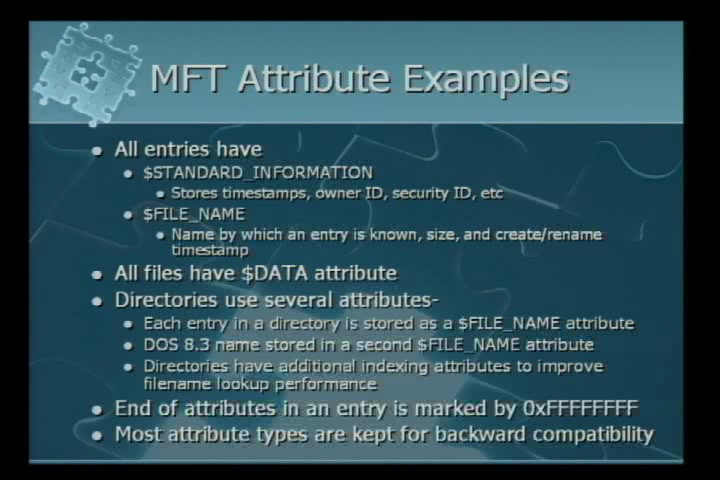 MFT Attribute Examples
All entries have
$STANDARD_INFORMATION
Stores timestamps, owner ID, security ID, etc
$FILE_NAME
Name by which an entry is known, size, and create/rename
timestamp
All files have $DATA attribute
Directories use several attributes-
Each entry in a directory is stored as a $FILE_NAME attribute
DOS 8.3 name stored in a second $FILE_NAME attribute
Directories have additional indexing attributes to improve
filename lookup performance
End of attributes in an entry is marked by 0xFFFFFFFF
Most attribute types are kept for backward compatibility